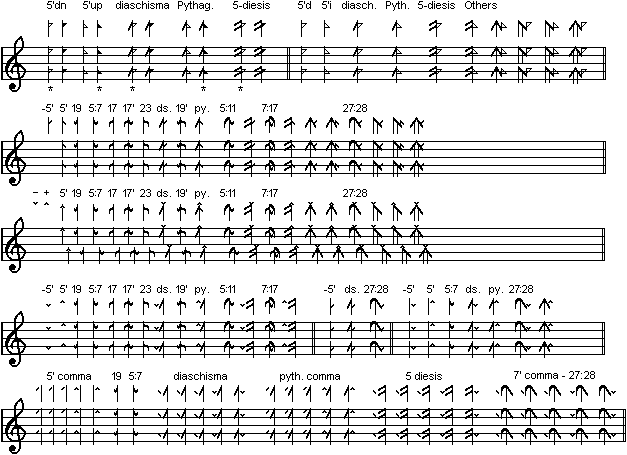 5'dn 5'up diaschisma Pythag. 5-diesis 5'd 5'i diasch. Pyth. 5-diesis Others
* * * * *
-5' 5' 19 5:7 17 17' 23 ds. 19' py. 5:11 7:17 27:28
− + 5' 19 5:7 17 17' 23 ds. 19' py. 5:11 7:17 27:28
-5' 5' 19 5:7 17 17' 23 ds. 19' py. 5:11 7:17 -5' ds. 27:28 -5' 5' 5:7 ds. py. 27:28
5' comma 19 5:7 diaschisma pyth. comma 5 diesis 7' comma - 27:28